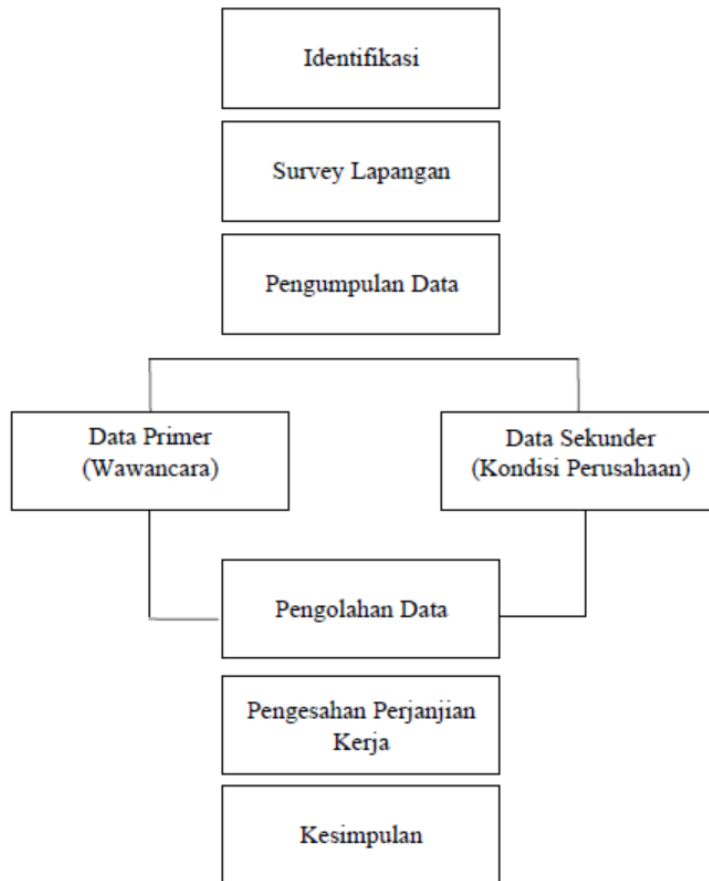 Identifikasi
Survey Lapangan
Pengumpulan Data
Data Primer
(Wawancara)
Data Sekunder
(Kondisi Perusahaan)
Pengolahan Data
Pengesahan Perjanjian
Kerja
Kesimpulan